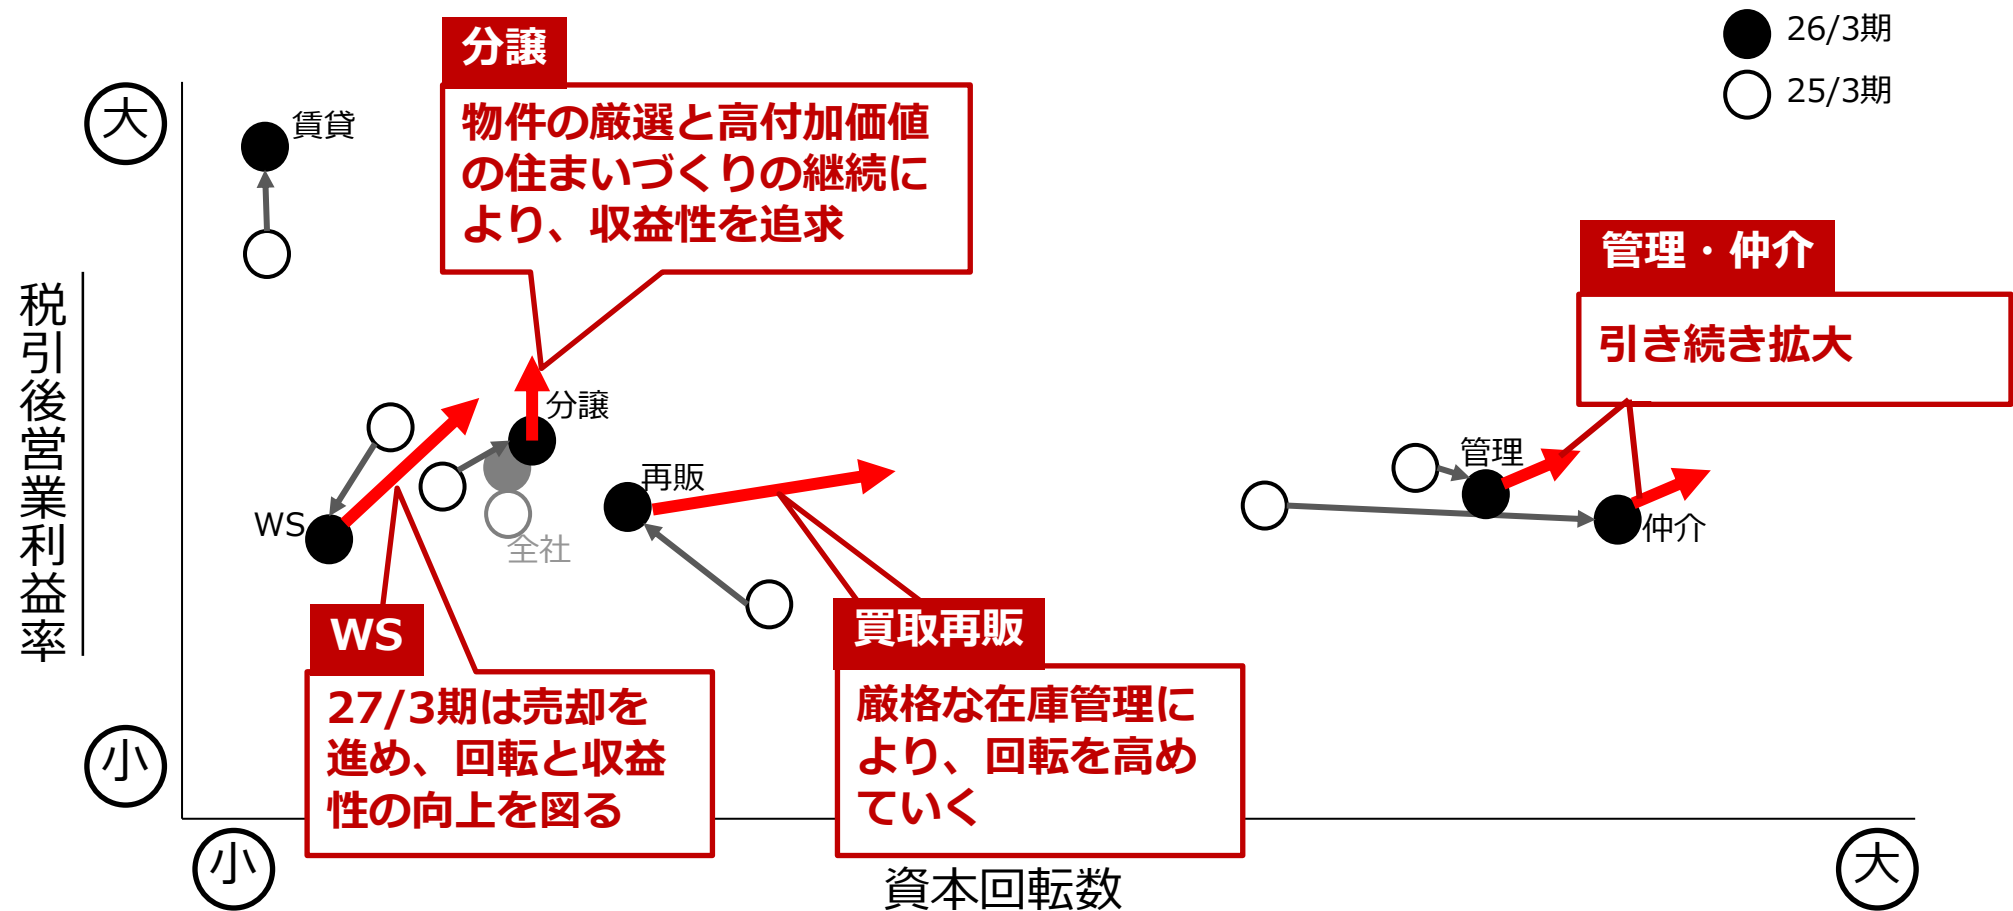 26/3期
25/3期
大
賃貸
分譲
物件の厳選と高付加価値
の住まいづくりの継続に
より、収益性を追求
管理・仲介
引き続き拡大
税引後営業利益率
分譲
WS
全社
再販
管理
仲介
WS
27/3期は売却を
進め、回転と収益
性の向上を図る
買取再販
厳格な在庫管理に
より、回転を高め
ていく
小
小
資本回転数
大